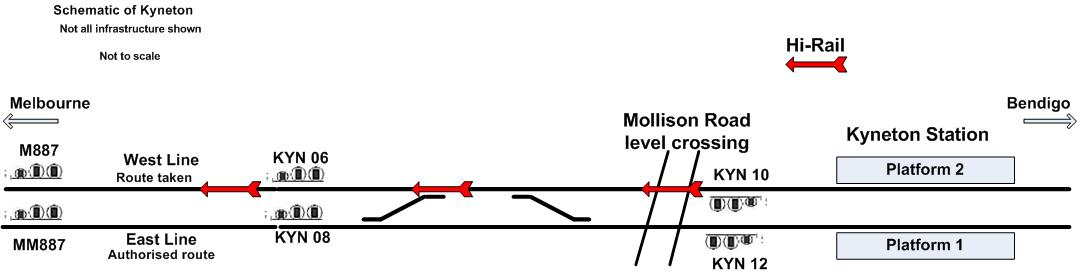 Schematic of Kyneton
Not all infrastructure shown
Not to scale
Hi-Rail
Melbourne
Bendigo
Mollison Road
level crossing
Kyneton Station
M887
West Line
Route taken
KYN 06
KYN 10
Platform 2
MM887
East Line
Authorised route
KYN 08
KYN 12
Platform 1